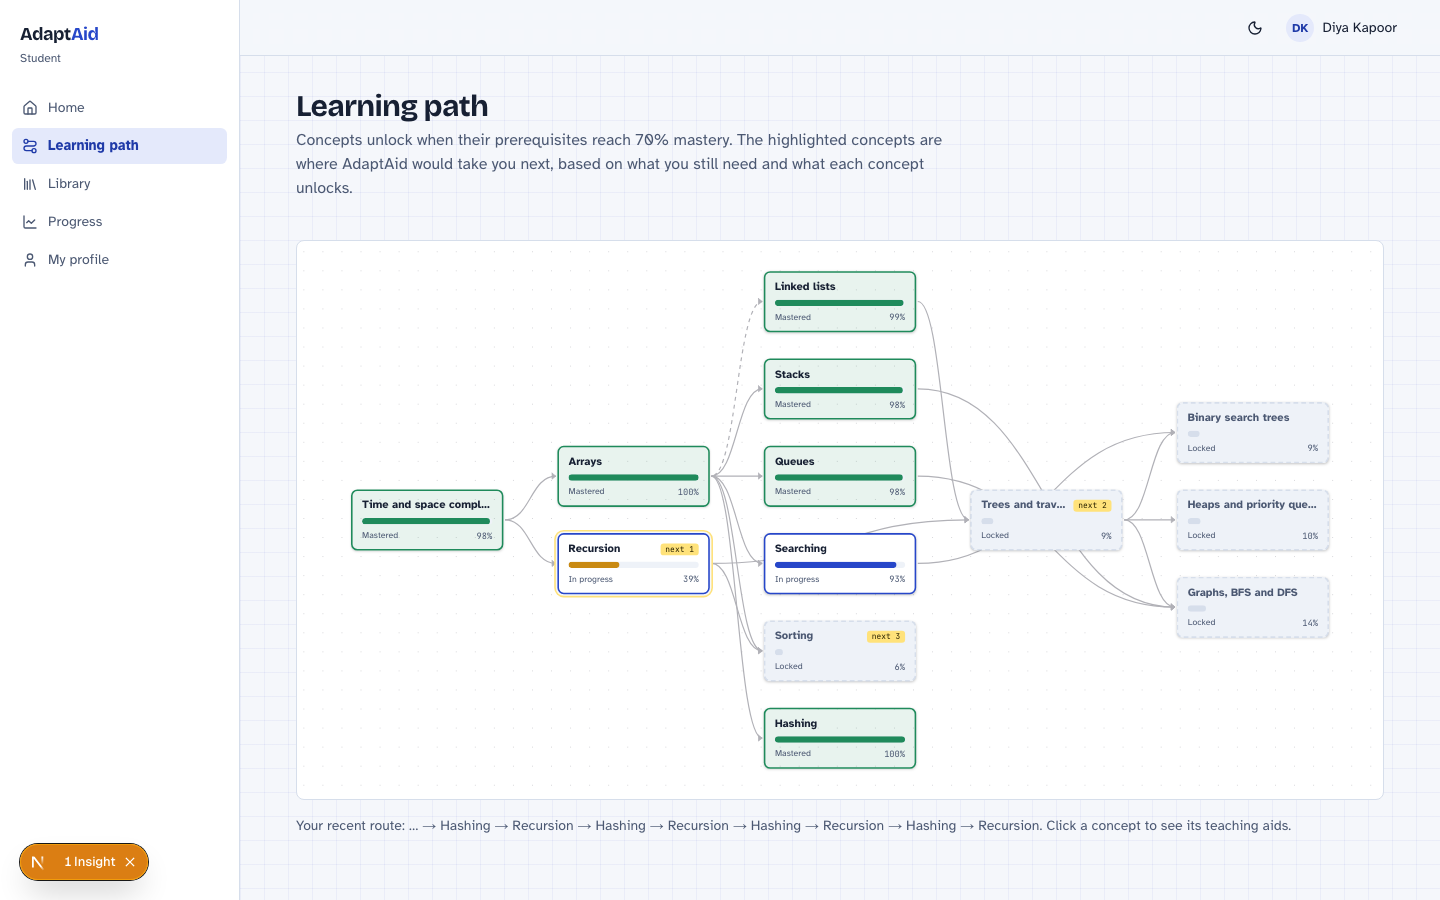 AdaptAid
Student
Home
Learning path
Library
Progress
My profile
DK
Diya Kapoor
Learning path
Concepts unlock when their prerequisites reach 70% mastery. The highlighted concepts are
where AdaptAid would take you next, based on what you still need and what each concept
unlocks.
Time and space compl...
Mastered 98%
Arrays
Mastered 100%
Recursion next 1
In progress 39%
Linked lists
Mastered 99%
Stacks
Mastered 98%
Queues
Mastered 98%
Searching
In progress 93%
Sorting next 3
Locked 6%
Hashing
Mastered 100%
Trees and trav... next 2
Locked 9%
Binary search trees
Locked 9%
Heaps and priority que...
Locked 10%
Graphs, BFS and DFS
Locked 14%
Your recent route: ... → Hashing → Recursion → Hashing → Recursion → Hashing → Recursion → Hashing → Recursion. Click a concept to see its teaching aids.
N 1 Insight